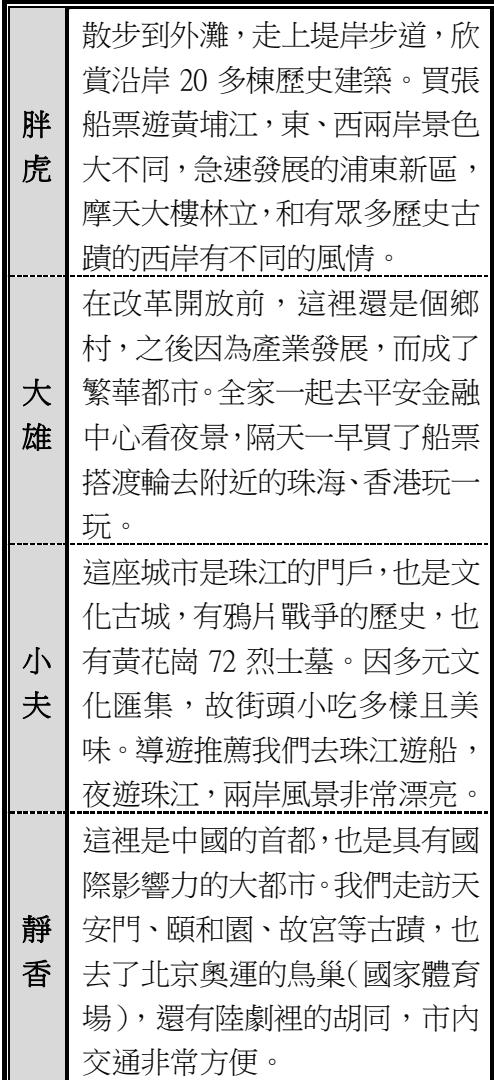 胖虎
散步到外灘，走上堤岸步道，欣
賞沿岸 20 多棟歷史建築。買張
船票遊黃埔江，東、西兩岸景色
大不同，急速發展的浦東新區，
摩天大樓林立，和有眾多歷史古
蹟的西岸有不同的風情。
大雄
在改革開放前，這裡還是個鄉
村，之後因為產業發展，而成了
繁華都市。全家一起去平安金融
中心看夜景，隔天一早買了船票
搭渡輪去附近的珠海、香港玩一
玩。
小夫
這座城市是珠江的門戶，也是文
化古城，有鴉片戰爭的歷史，也
有黃花崗 72 烈士墓。因多元文
化匯集，故街頭小吃多樣且美
味。導遊推薦我們去珠江遊船，
夜遊珠江，兩岸風景非常漂亮。
靜香
這裡是中國的首都，也是具有國
際影響力的大都市。我們走訪天
安門、頤和園、故宮等古蹟，也
去了北京奧運的鳥巢(國家體育
場)，還有陸劇裡的胡同，市內
交通非常方便。